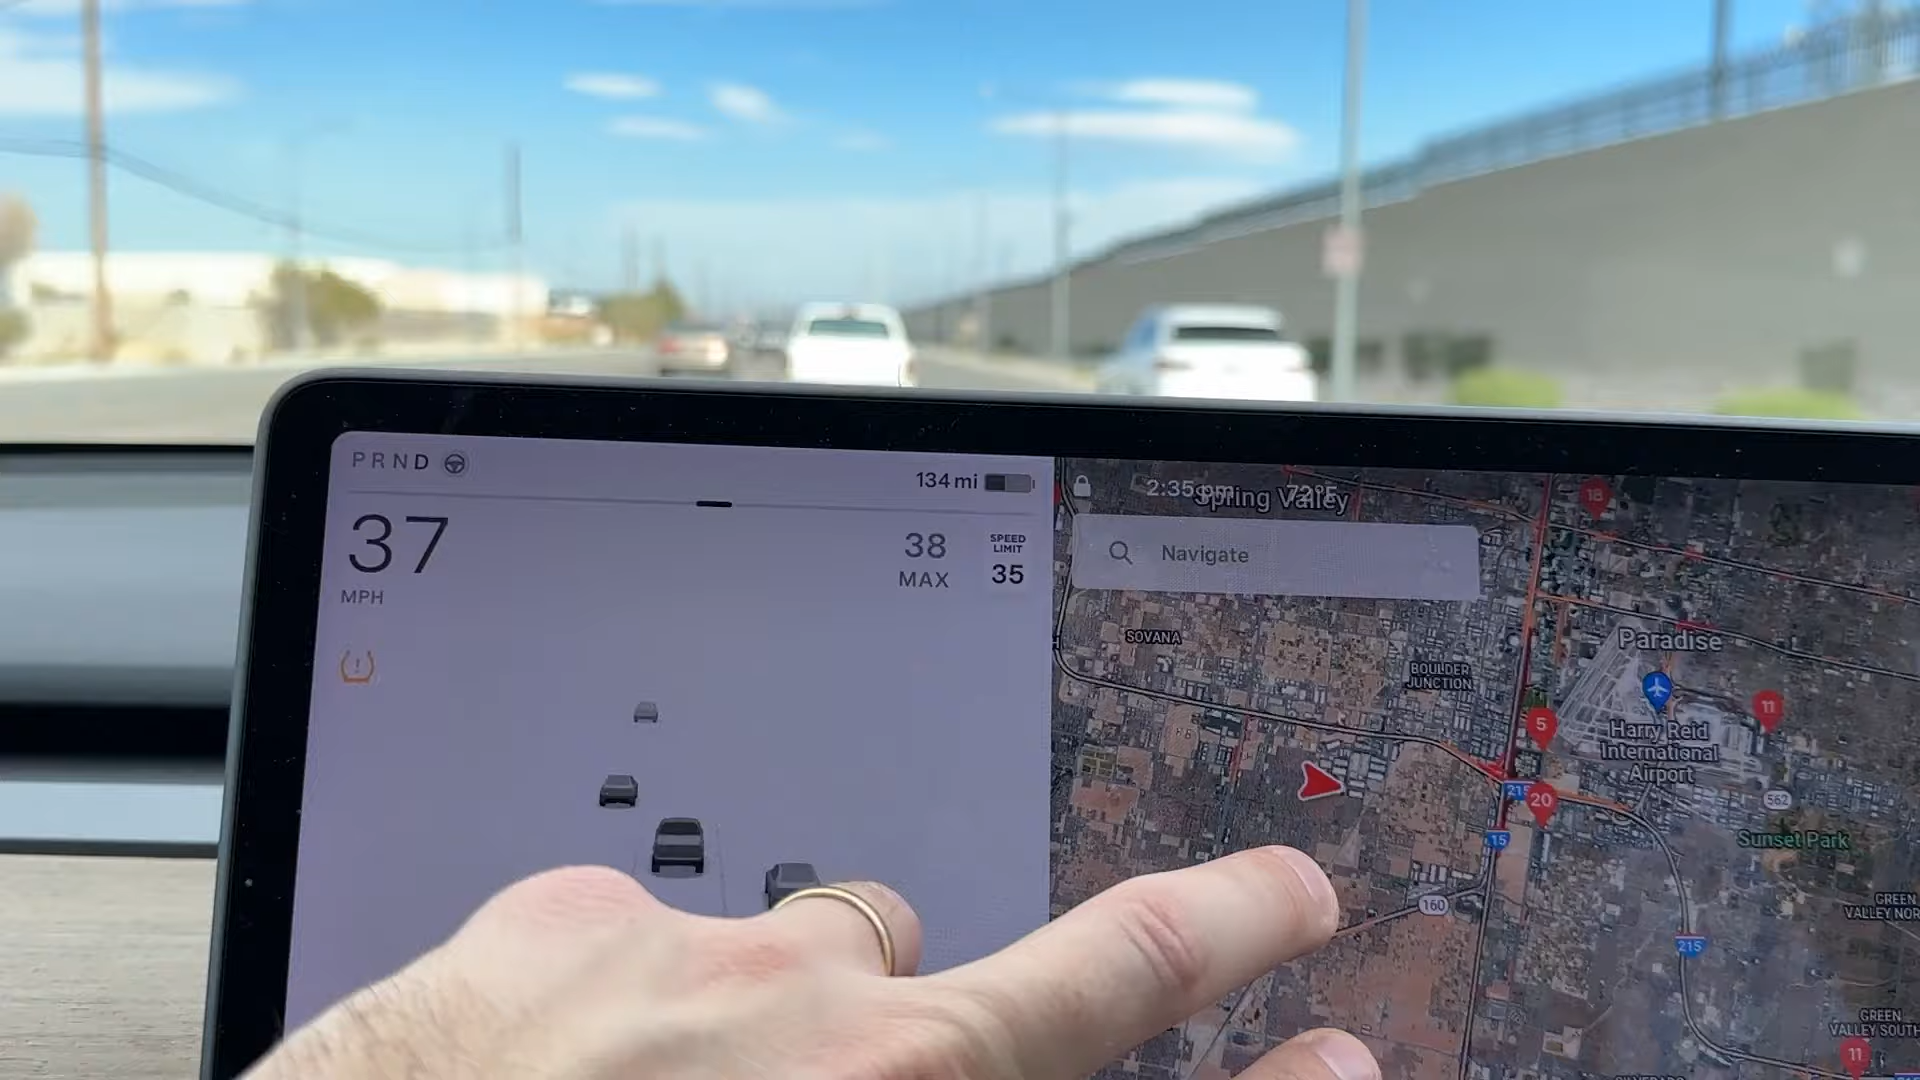 PRND
134 mi
37
MPH
38
MAX
SPEED
LIMIT
35
2:35 pm
72°F
Spring Valley
Navigate
SOVANA
BOULDER
JUNCTION
18
Paradise
11
5
Harry Reid
International
Airport
215
20
562
15
Sunset Park
160
GREEN
VALLEY NOR
215
GREEN
VALLEY SOUTH
11